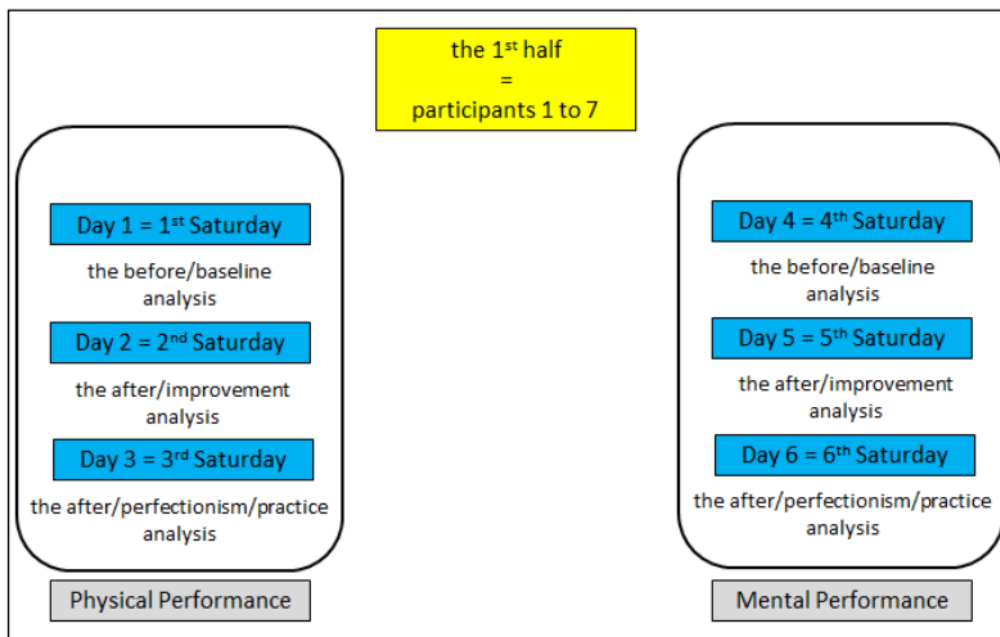 the 1st half
=
participants 1 to 7
Day 1 = 1st Saturday
the before/baseline
analysis
Day 2 = 2nd Saturday
the after/improvement
analysis
Day 3 = 3rd Saturday
the after/perfectionism/practice
analysis
Physical Performance
Day 4 = 4th Saturday
the before/baseline
analysis
Day 5 = 5th Saturday
the after/improvement
analysis
Day 6 = 6th Saturday
the after/perfectionism/practice
analysis
Mental Performance